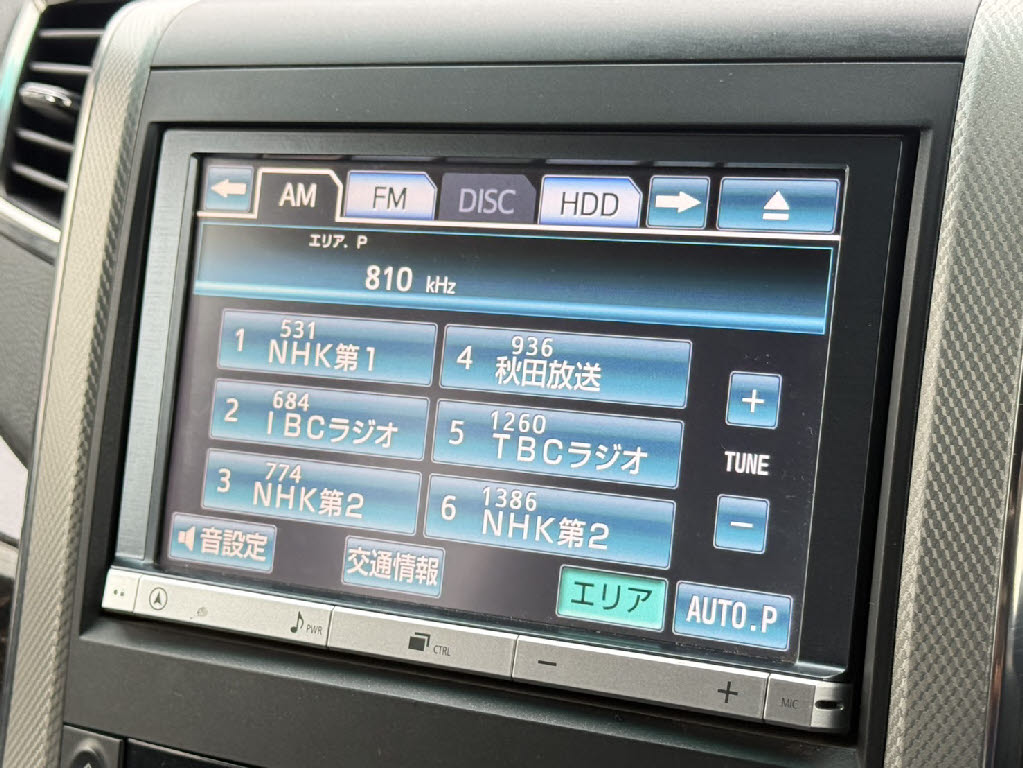 AM FM DISC HDD
エリア. P
810 kHz
1 531 NHK第1
4 936 秋田放送
2 684 IBCラジオ
5 1260 TBCラジオ
3 774 NHK第2
6 1386 NHK第2
+
TUNE
−
音設定
交通情報
エリア
AUTO.P
PWR
CTRL
− +
MIC